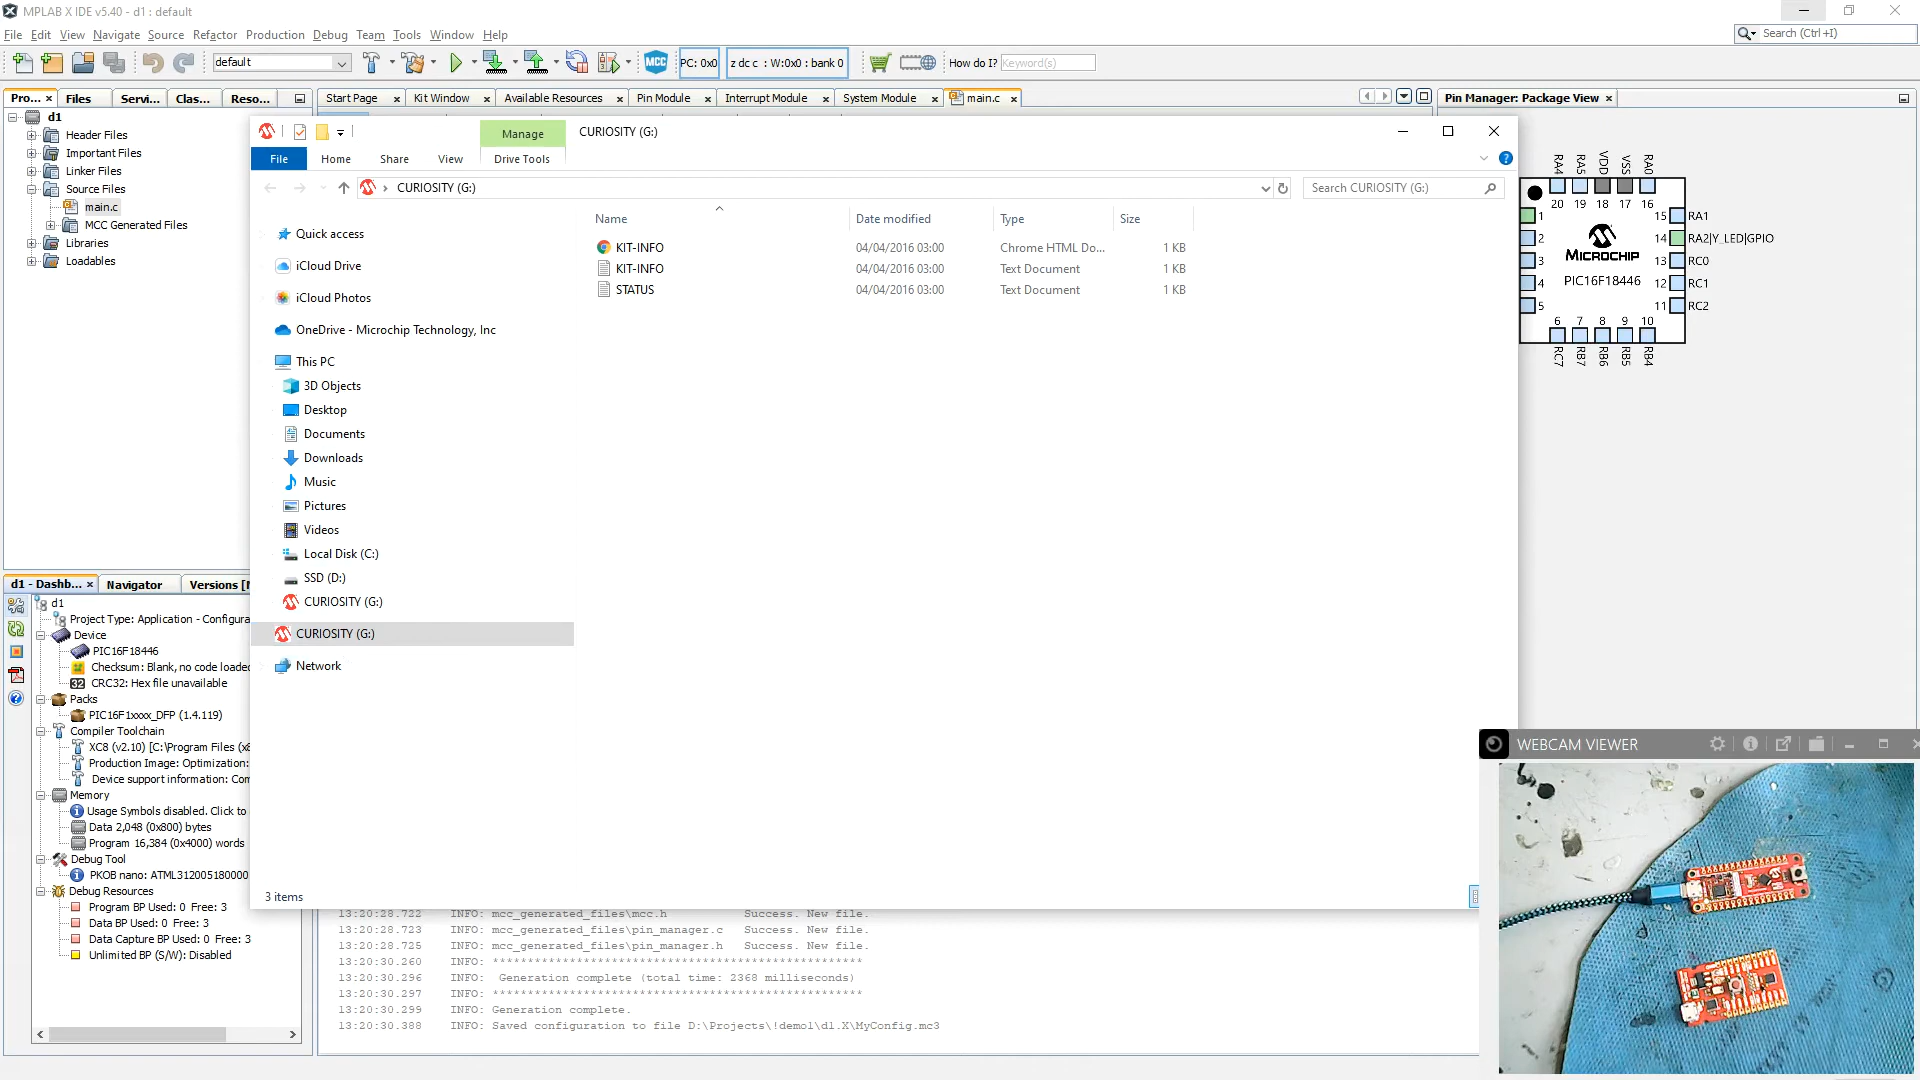 MPLAB X IDE v5.40 - d1 : default
File Edit View Navigate Source Refactor Production Debug Team Tools Window Help
Search (Ctrl+I)
default
MCC
PC: 0x0
z dc c : W:0x0 : bank 0
How do I?
Keyword(s)
Pro...
Files
Servi...
Clas...
Reso...
Start Page
Kit Window
Available Resources
Pin Module
Interrupt Module
System Module
main.c
Pin Manager: Package View
d1
Header Files
Important Files
Linker Files
Source Files
main.c
MCC Generated Files
Libraries
Loadables
Manage
CURIOSITY (G:)
File Home Share View Drive Tools
CURIOSITY (G:)
Search CURIOSITY (G:)
Quick access
iCloud Drive
iCloud Photos
OneDrive - Microchip Technology, Inc
This PC
3D Objects
Desktop
Documents
Downloads
Music
Pictures
Videos
Local Disk (C:)
SSD (D:)
CURIOSITY (G:)
CURIOSITY (G:)
Network
Name Date modified Type Size
KIT-INFO 04/04/2016 03:00 Chrome HTML Do... 1 KB
KIT-INFO 04/04/2016 03:00 Text Document 1 KB
STATUS 04/04/2016 03:00 Text Document 1 KB
3 items
RA4 RA5 VDD VSS RA0
20 19 18 17 16
1 15 RA1
2 14 RA2|Y_LED|GPIO
3 13 RC0
4 12 RC1
5 11 RC2
MICROCHIP
PIC16F18446
6 7 8 9 10
RC7 RB7 RB6 RB5 RB4
d1 - Dashb...
Navigator
Versions [
d1
Project Type: Application - Configura
Device
PIC16F18446
Checksum: Blank, no code loaded
32 CRC32: Hex file unavailable
Packs
PIC16F1xxxx_DFP (1.4.119)
Compiler Toolchain
XC8 (v2.10) [C:\Program Files (x8
Production Image: Optimization:
Device support information: Com
Memory
Usage Symbols disabled. Click to
Data 2,048 (0x800) bytes
Program 16,384 (0x4000) words
Debug Tool
PKOB nano: ATML312005180000
Debug Resources
Program BP Used: 0 Free: 3
Data BP Used: 0 Free: 3
Data Capture BP Used: 0 Free: 3
Unlimited BP (S/W): Disabled
13:20:28.722 INFO: mcc_generated_files\mcc.h Success. New file.
13:20:28.723 INFO: mcc_generated_files\pin_manager.c Success. New file.
13:20:28.725 INFO: mcc_generated_files\pin_manager.h Success. New file.
13:20:30.260 INFO: **************************************************
13:20:30.296 INFO: Generation complete (total time: 2368 milliseconds)
13:20:30.297 INFO: **************************************************
13:20:30.299 INFO: Generation complete.
13:20:30.388 INFO: Saved configuration to file D:\Projects\!demo1\d1.X\MyConfig.mc3
WEBCAM VIEWER